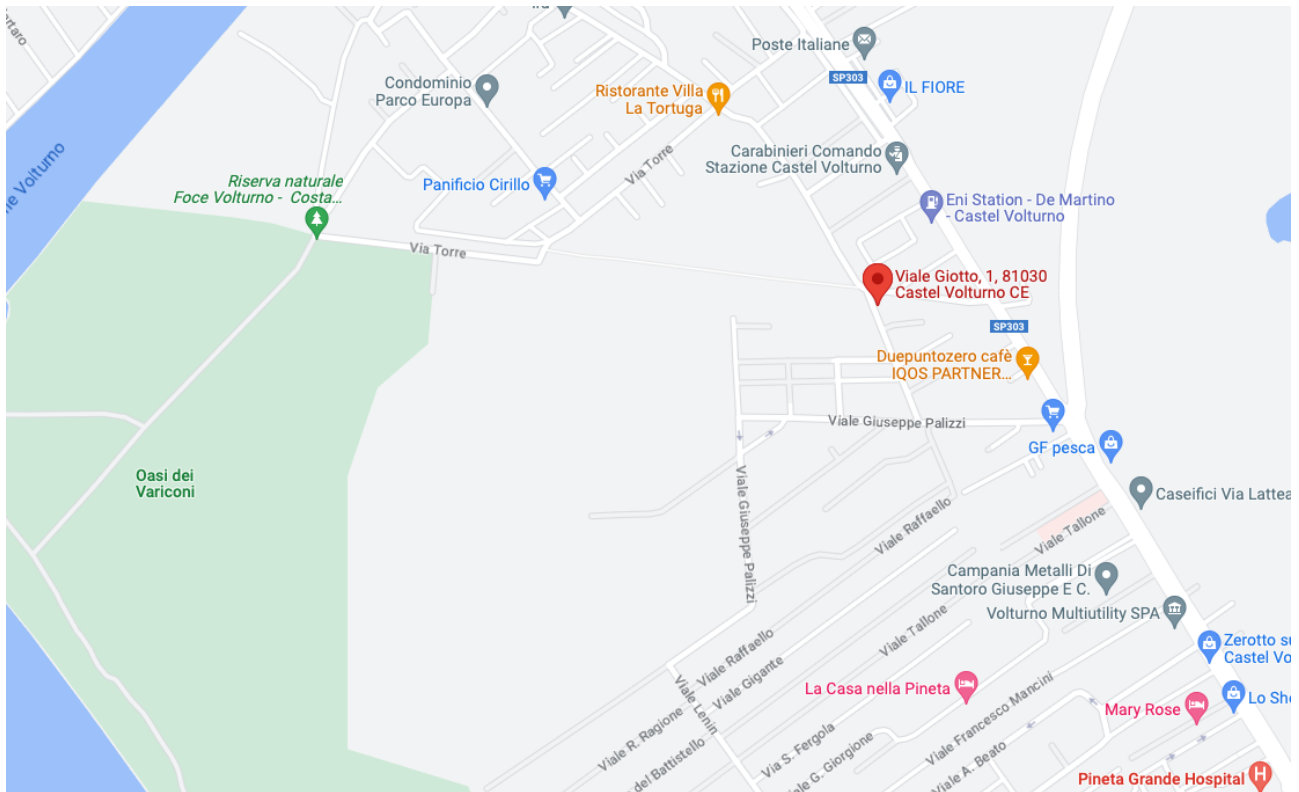 Poste Italiane
SP303
IL FIORE
Condominio
Parco Europa
Ristorante Villa
La Tortuga
Carabinieri Comando
Stazione Castel Volturno
Via Torre
Volturno
Riserva naturale
Foce Volturno - Costa...
Panificio Cirillo
Eni Station - De Martino
- Castel Volturno
Via Torre
Viale Giotto, 1, 81030
Castel Volturno CE
SP303
Duepuntozero cafè
IQOS PARTNER...
Viale Giuseppe Palizzi
GF pesca
Oasi dei
Variconi
Viale Giuseppe Palizzi
Viale Raffaello
Caseifici Via Lattea
Viale Tallone
Campania Metalli Di
Santoro Giuseppe E C.
Volturno Multiutility SPA
Viale Tallone
Viale Raffaello
Zerotto su
Castel Vo
Viale Gigante
Viale Lenin
La Casa nella Pineta
Viale Francesco Mancini
Mary Rose
Lo Sho
Viale R. Ragione
Via S. Fergola
del Battistello
Viale G. Giorgione
Viale A. Beato
Pineta Grande Hospital
H